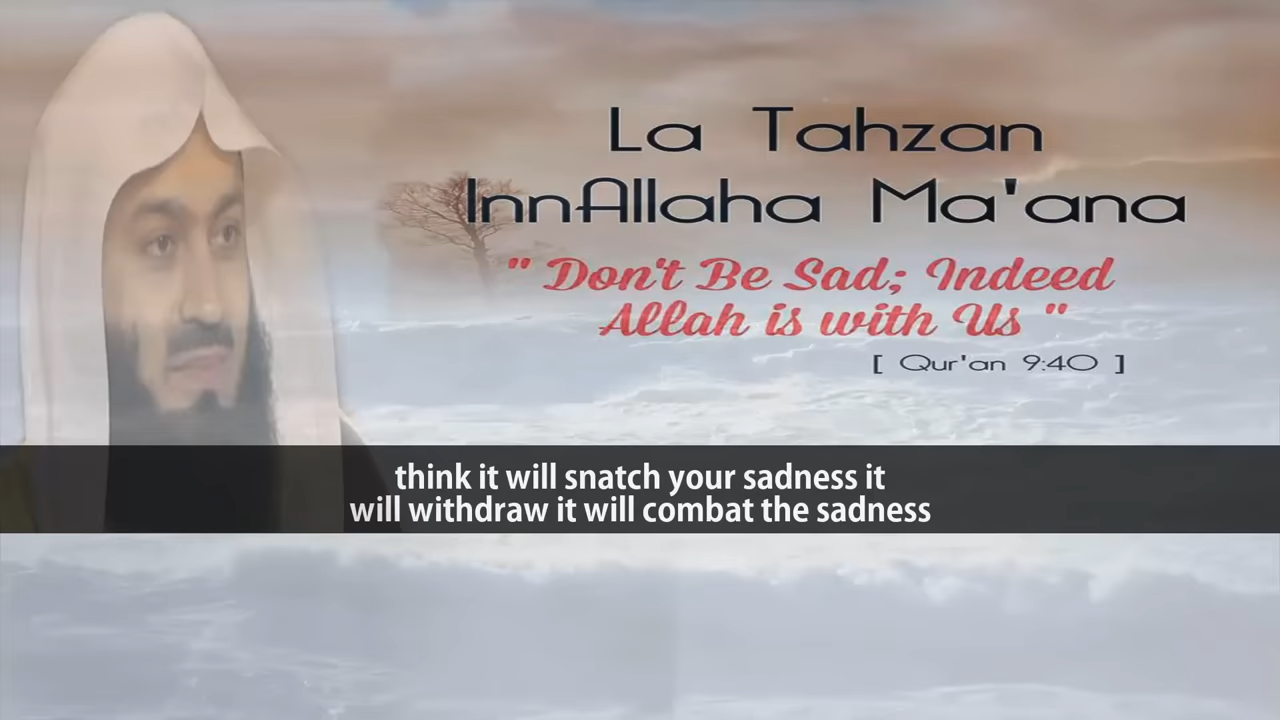 La Tahzan
InnAllaha Ma'ana
" Don't Be Sad; Indeed
Allah is with Us "
[ Qur'an 9:40 ]
think it will snatch your sadness it
will withdraw it will combat the sadness